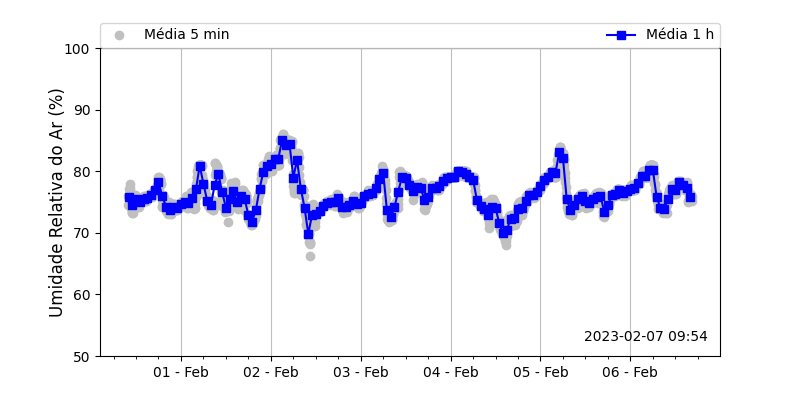 Média 5 min Média 1 h
100
90
80
70
60
50
Umidade Relativa do Ar (%)
2023-02-07 09:54
01 - Feb 02 - Feb 03 - Feb 04 - Feb 05 - Feb 06 - Feb